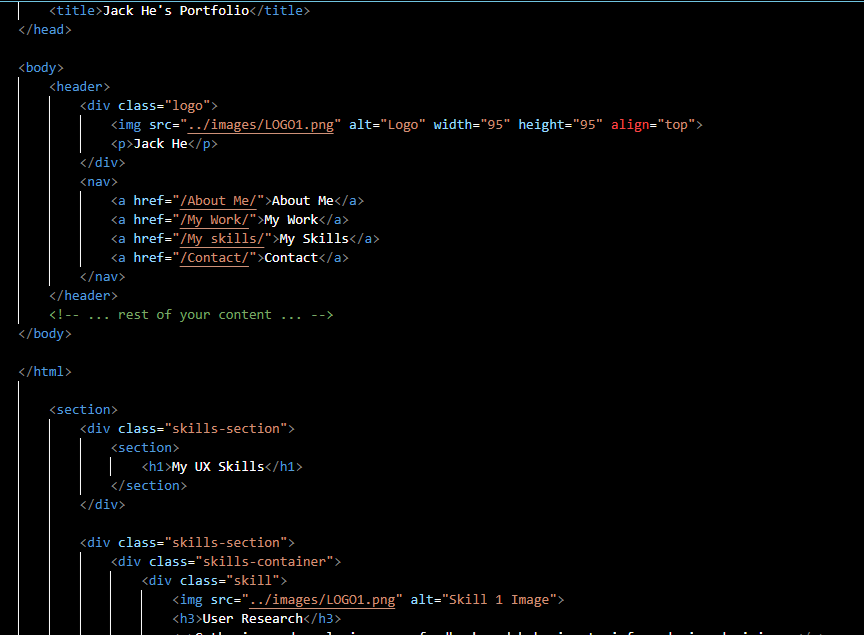 <title>Jack He's Portfolio</title>
</head>
<body>
<header>
<div class="logo">
<img src="../images/LOGO1.png" alt="Logo" width="95" height="95" align="top">
<p>Jack He</p>
</div>
<nav>
<a href="/About Me/">About Me</a>
<a href="/My Work/">My Work</a>
<a href="/My skills/">My Skills</a>
<a href="/Contact/">Contact</a>
</nav>
</header>
<!-- ... rest of your content ... -->
</body>
</html>
<section>
<div class="skills-section">
<section>
<h1>My UX Skills</h1>
</section>
</div>
<div class="skills-section">
<div class="skills-container">
<div class="skill">
<img src="../images/LOGO1.png" alt="Skill 1 Image">
<h3>User Research</h3>